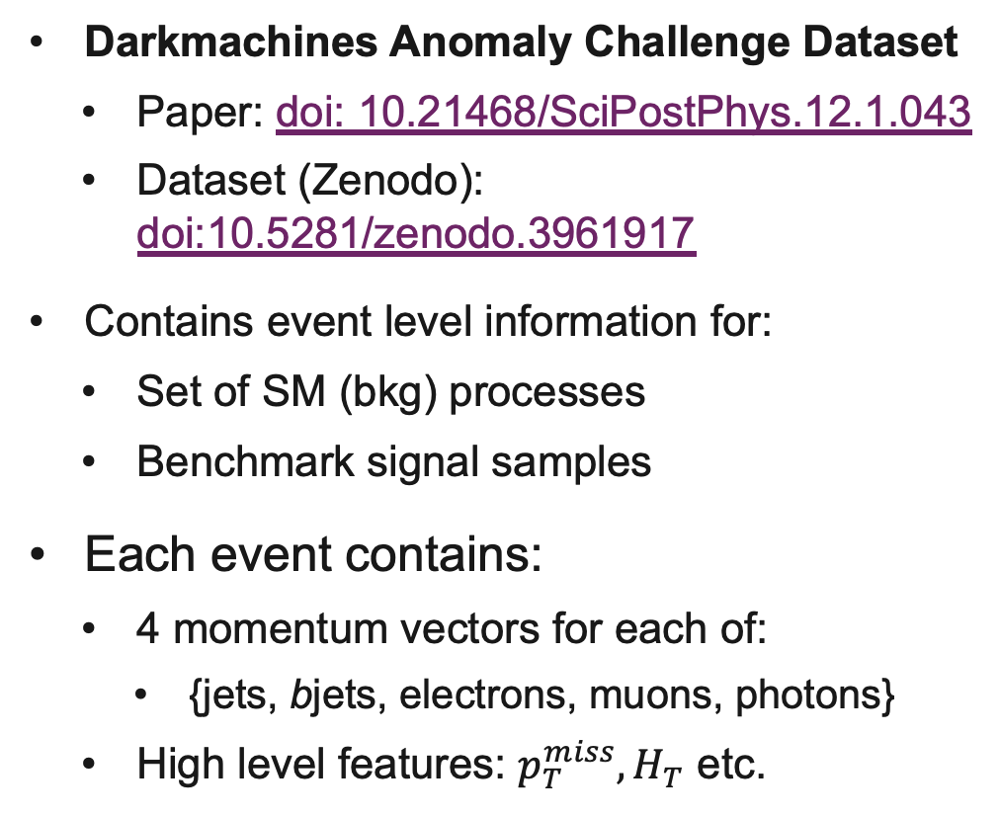 • Darkmachines Anomaly Challenge Dataset
• Paper: doi: 10.21468/SciPostPhys.12.1.043
• Dataset (Zenodo):
doi:10.5281/zenodo.3961917
• Contains event level information for:
• Set of SM (bkg) processes
• Benchmark signal samples
• Each event contains:
• 4 momentum vectors for each of:
• {jets, bjets, electrons, muons, photons}
• High level features: $p_T^{miss}, H_T$ etc.